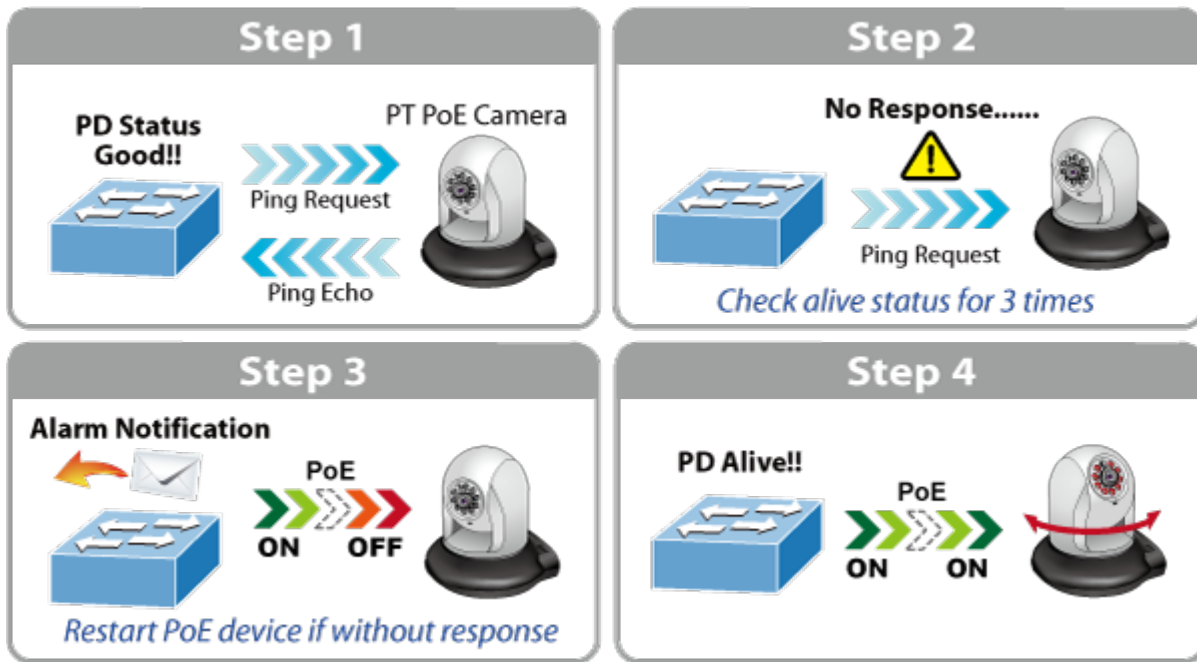 Step 1
PD Status
Good!!
PT PoE Camera
Ping Request
Ping Echo
Step 2
No Response......
Ping Request
Check alive status for 3 times
Step 3
Alarm Notification
PoE
ON OFF
Restart PoE device if without response
Step 4
PD Alive!!
PoE
ON ON